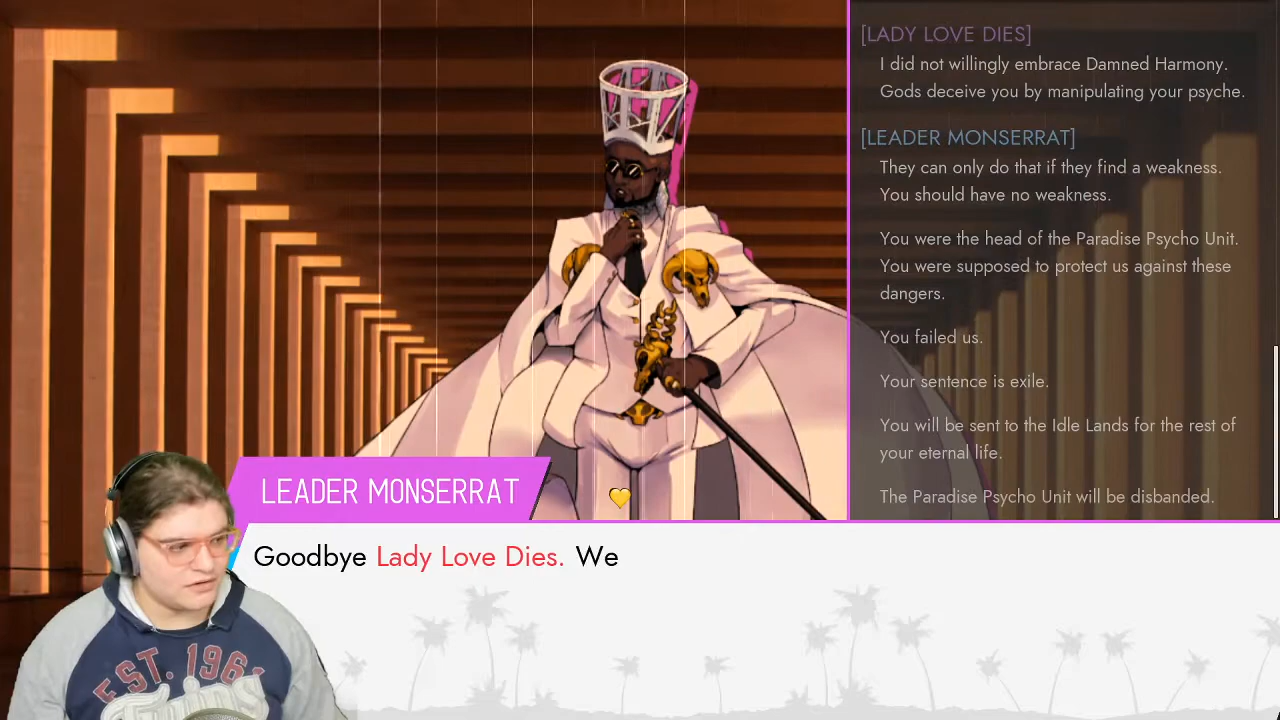 [LADY LOVE DIES]
I did not willingly embrace Damned Harmony.
Gods deceive you by manipulating your psyche.
[LEADER MONSERRAT]
They can only do that if they find a weakness.
You should have no weakness.
You were the head of the Paradise Psycho Unit.
You were supposed to protect us against these
dangers.
You failed us.
Your sentence is exile.
You will be sent to the Idle Lands for the rest of
your eternal life.
The Paradise Psycho Unit will be disbanded.
LEADER MONSERRAT
Goodbye Lady Love Dies. We
EST. 196
Twins